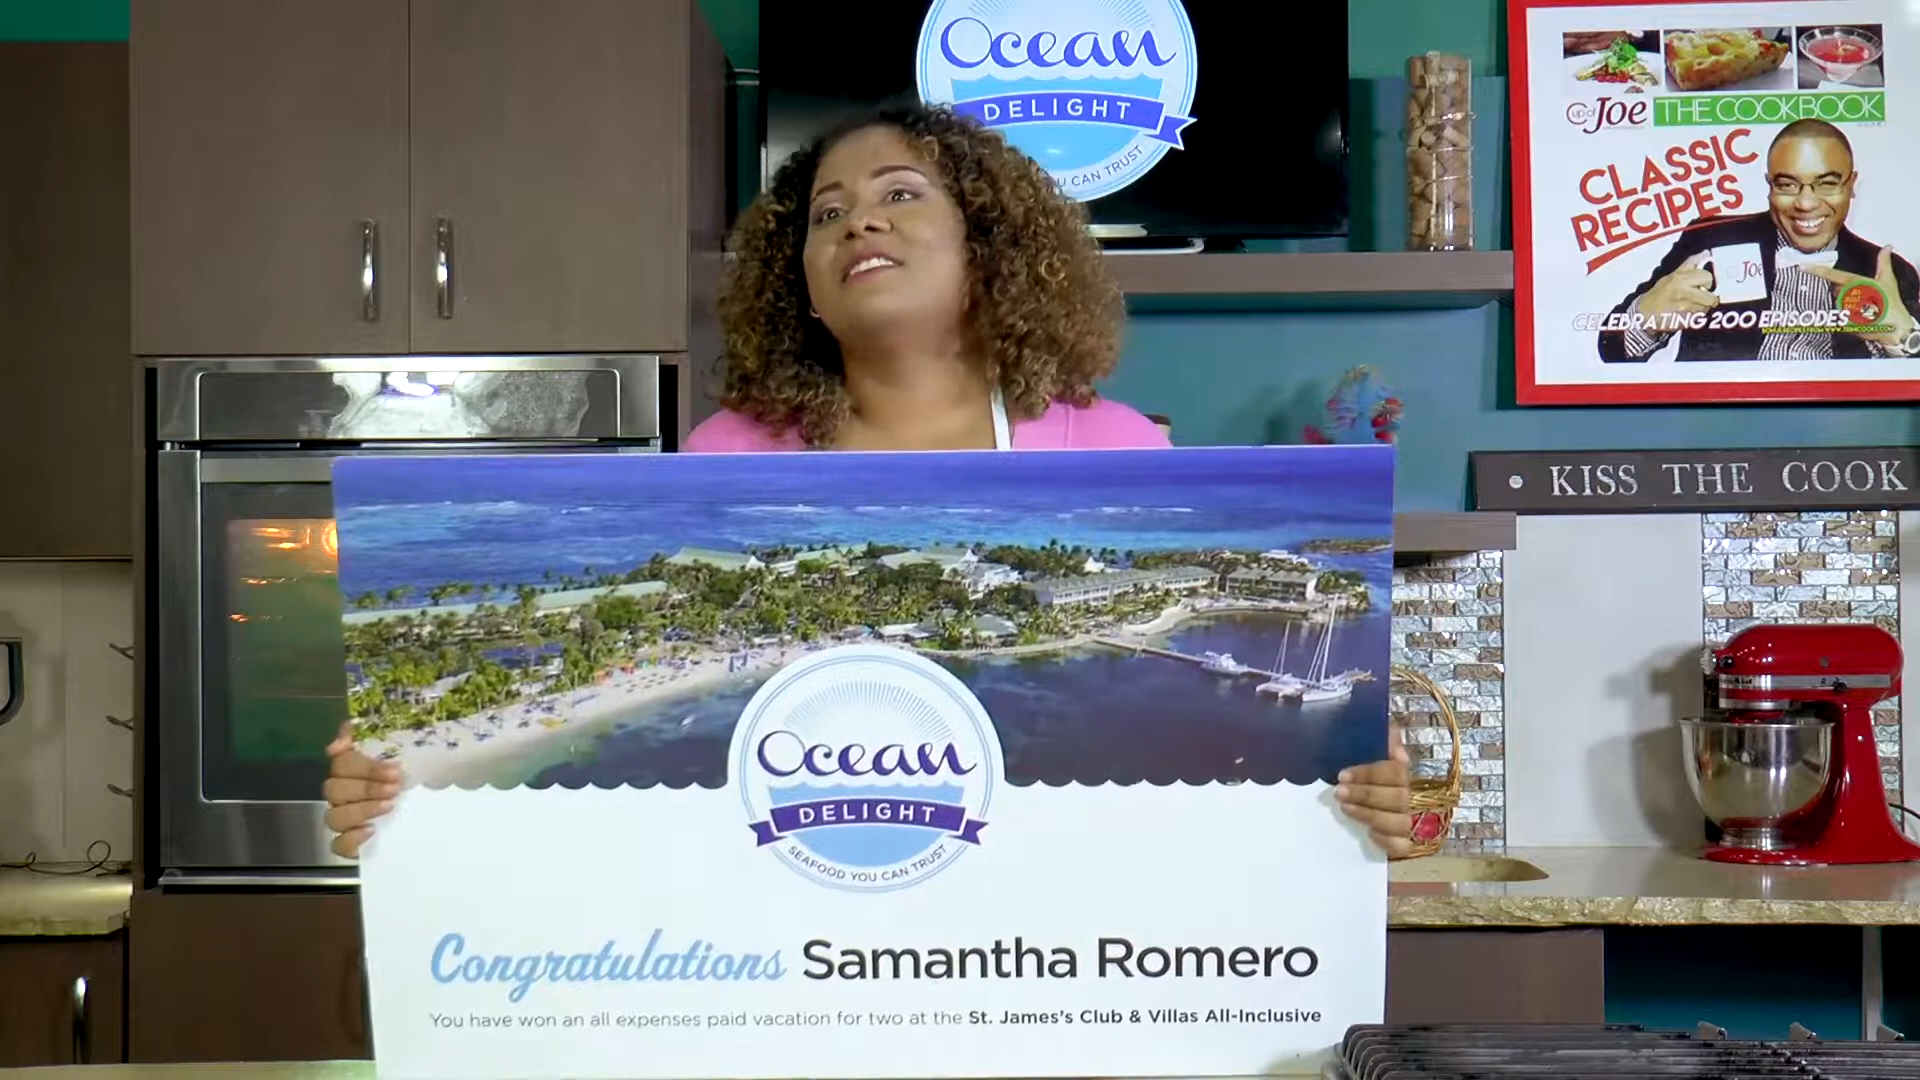 Ocean
DELIGHT
U CAN TRUST
Cup of Joe THE COOKBOOK
CLASSIC
RECIPES
Joe
CELEBRATING 200 EPISODES
KISS THE COOK
Ocean
DELIGHT
SEAFOOD YOU CAN TRUST
Congratulations Samantha Romero
You have won an all expenses paid vacation for two at the St. James's Club & Villas All-Inclusive